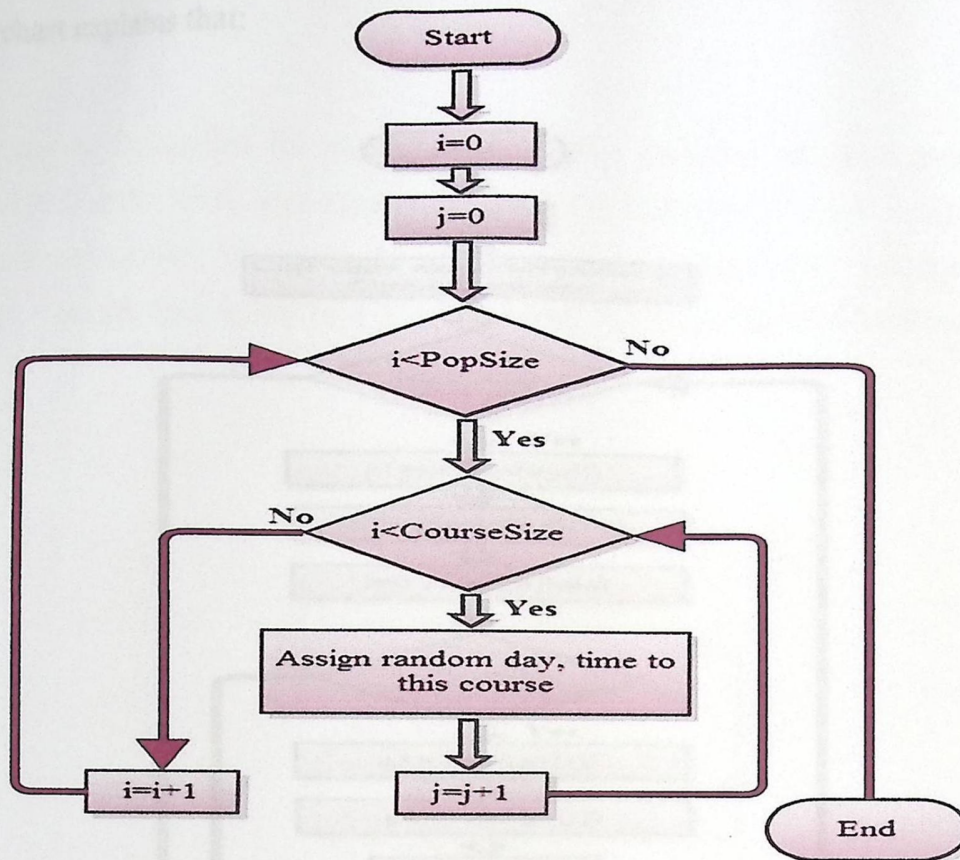 chart explains that:
Start
i=0
j=0
i<PopSize
No
Yes
i<CourseSize
No
Yes
Assign random day, time to
this course
i=i+1
j=j+1
End